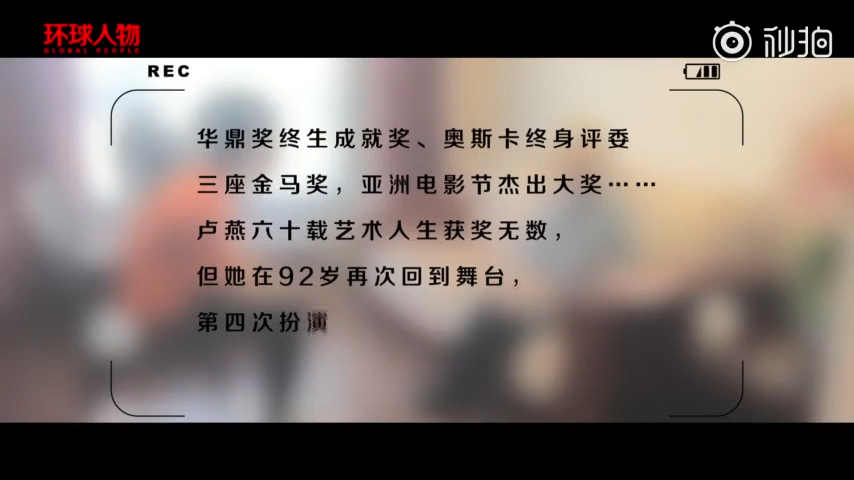 环球人物
GLOBAL PEOPLE
秒拍
REC
华鼎奖终生成就奖、奥斯卡终身评委
三座金马奖，亚洲电影节杰出大奖……
卢燕六十载艺术人生获奖无数，
但她在92岁再次回到舞台，
第四次扮演